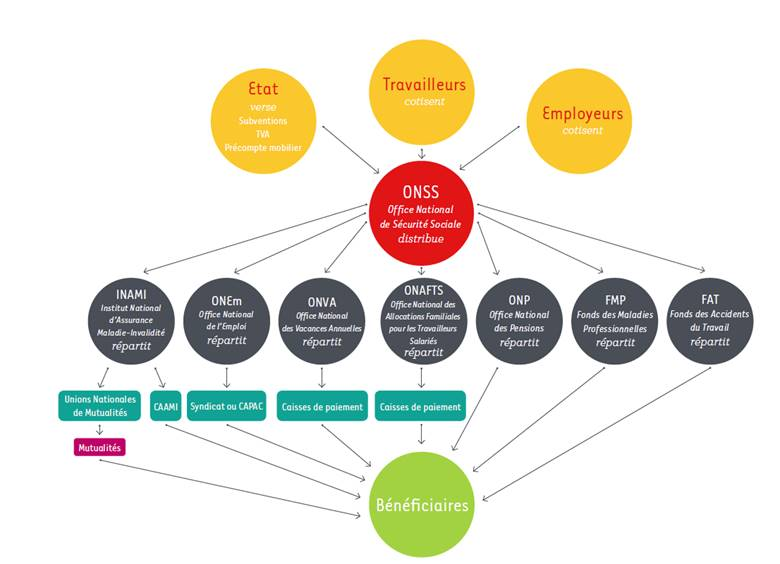 Etat
verse
Subventions
TVA
Précompte mobilier
Travailleurs
cotisent
Employeurs
cotisent
ONSS
Office National
de Sécurité Sociale
distribue
INAMI
Institut National
d'Assurance
Maladie-Invalidité
répartit
ONEm
Office National
de l'Emploi
répartit
ONVA
Office National
des Vacances Annuelles
répartit
ONAFTS
Office National des
Allocations Familiales
pour les Travailleurs
Salariés
répartit
ONP
Office National
des Pensions
répartit
FMP
Fonds des Maladies
Professionnelles
répartit
FAT
Fonds des Accidents
du Travail
répartit
Unions Nationales
de Mutualités
CAAMI
Syndicat ou CAPAC
Caisses de paiement
Caisses de paiement
Mutualités
Bénéficiaires